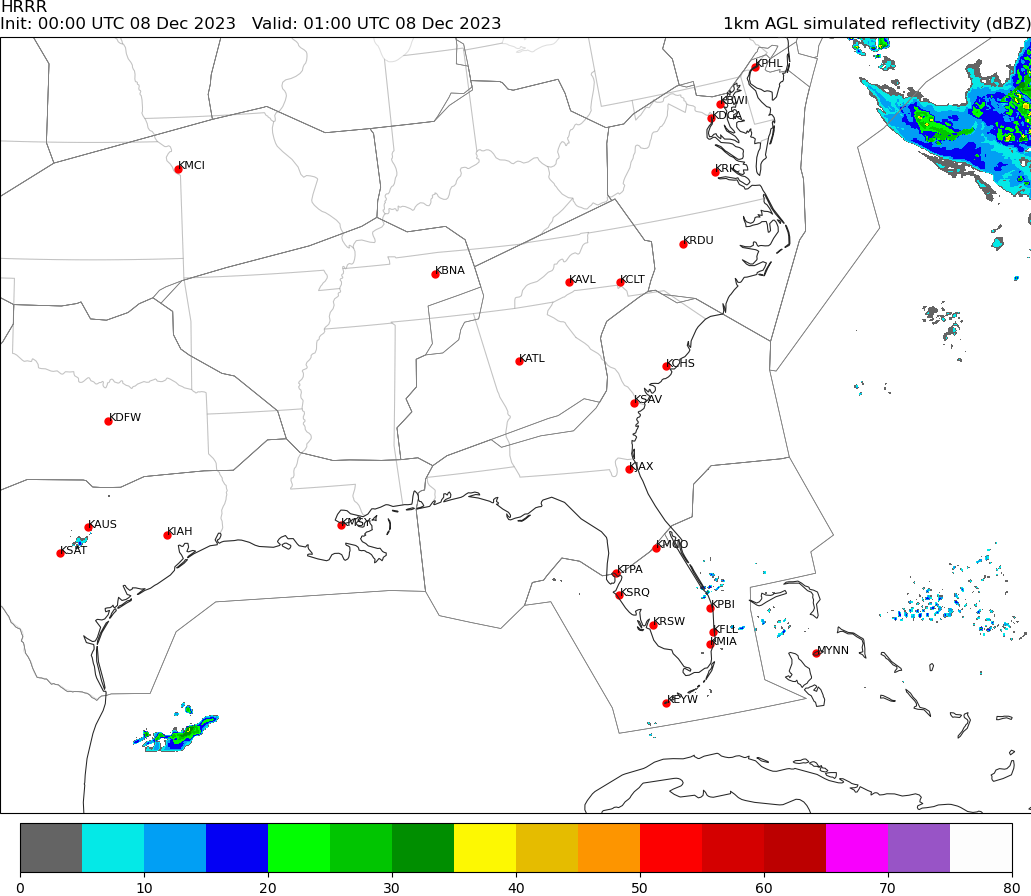 HRRR
Init: 00:00 UTC 08 Dec 2023 Valid: 01:00 UTC 08 Dec 2023 1km AGL simulated reflectivity (dBZ)
KPHL
KBWI
KDCA
KMCI
KRIC
KRDU
KBNA
KAVL KCLT
KATL
KCHS
KSAV
KDFW
KJAX
KAUS
KMSY
KIAH
KSAT
KMCO
KTPA
KSRQ
KPBI
KRSW
KFLL
KMIA
MYNN
KEYW
0 10 20 30 40 50 60 70 80